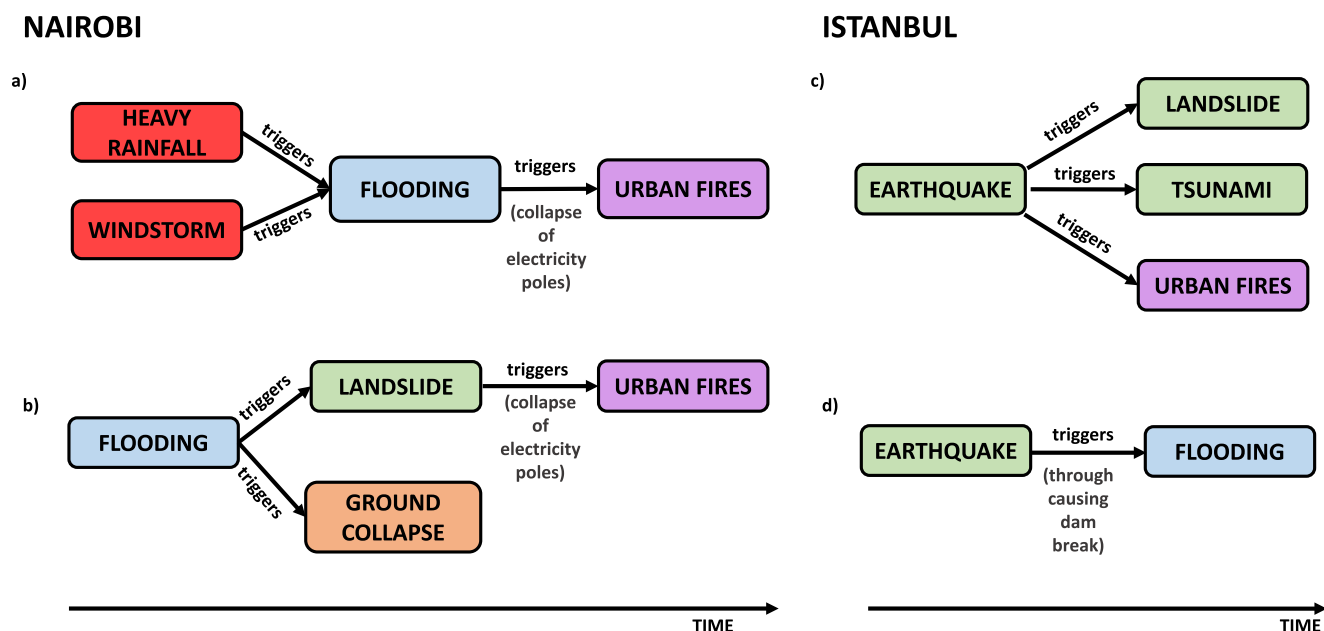 NAIROBI
a)
HEAVY
RAINFALL
triggers
WINDSTORM
triggers
FLOODING
triggers
(collapse
of
electricity
poles)
URBAN FIRES
b)
FLOODING
triggers
triggers
LANDSLIDE
triggers
(collapse
of
electricity
poles)
URBAN FIRES
GROUND
COLLAPSE
TIME
ISTANBUL
c)
EARTHQUAKE
triggers
LANDSLIDE
triggers
TSUNAMI
triggers
URBAN FIRES
d)
EARTHQUAKE
triggers
(through
causing
dam
break)
FLOODING
TIME